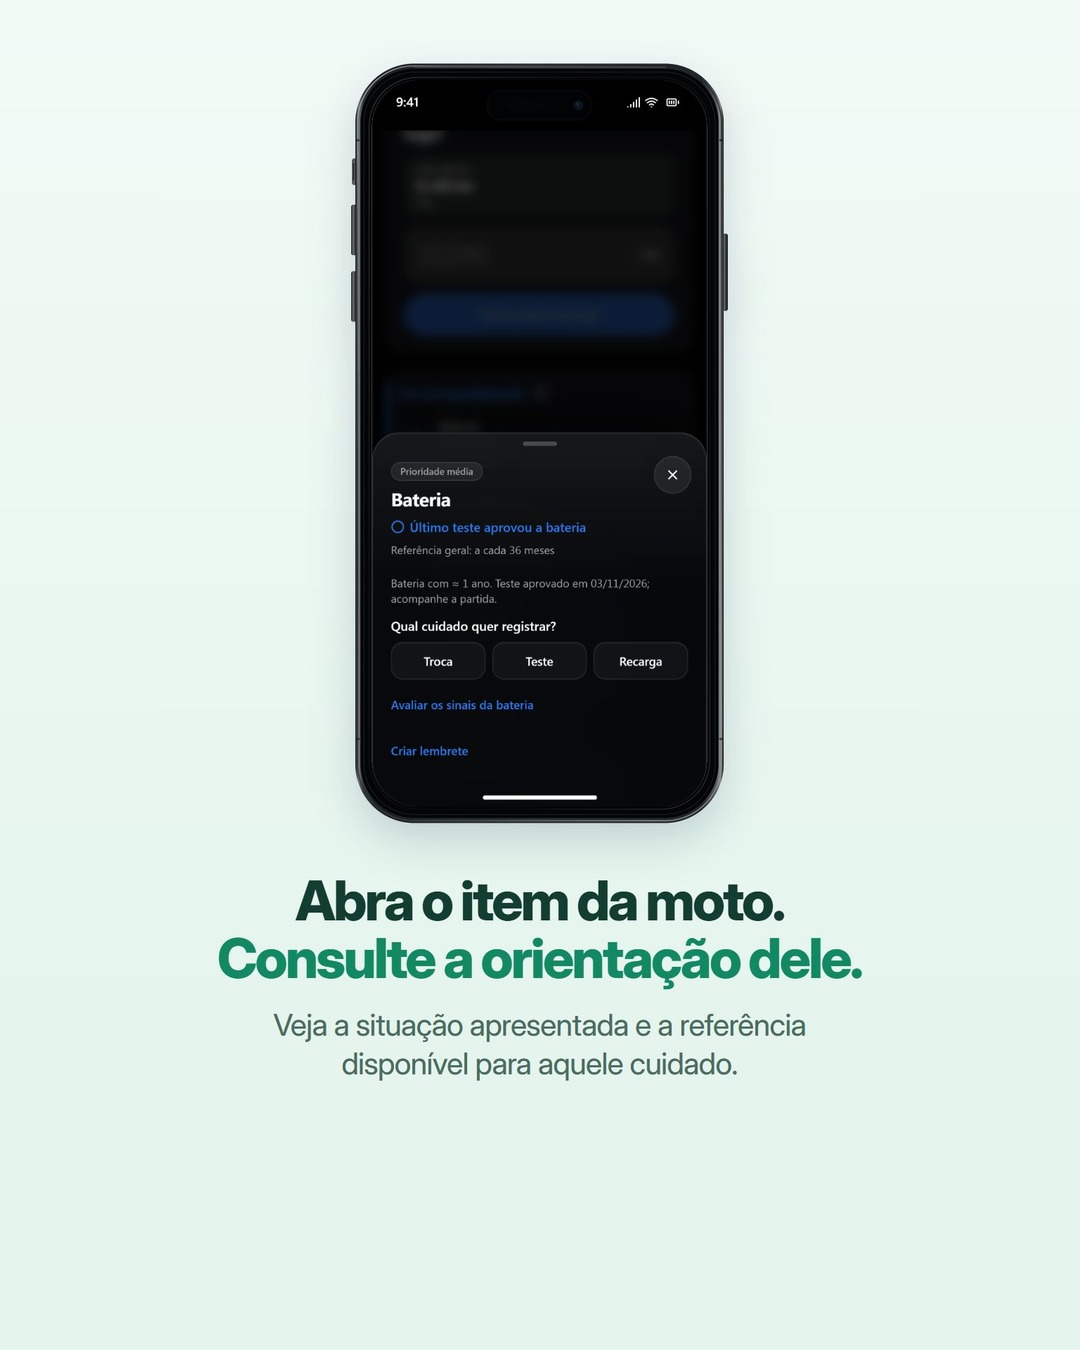 9:41
Prioridade média
Bateria
Último teste aprovou a bateria
Referência geral: a cada 36 meses
Bateria com ≈ 1 ano. Teste aprovado em 03/11/2026;
acompanhe a partida.
Qual cuidado quer registrar?
Troca Teste Recarga
Avaliar os sinais da bateria
Criar lembrete
Abra o item da moto.
Consulte a orientação dele.
Veja a situação apresentada e a referência
disponível para aquele cuidado.